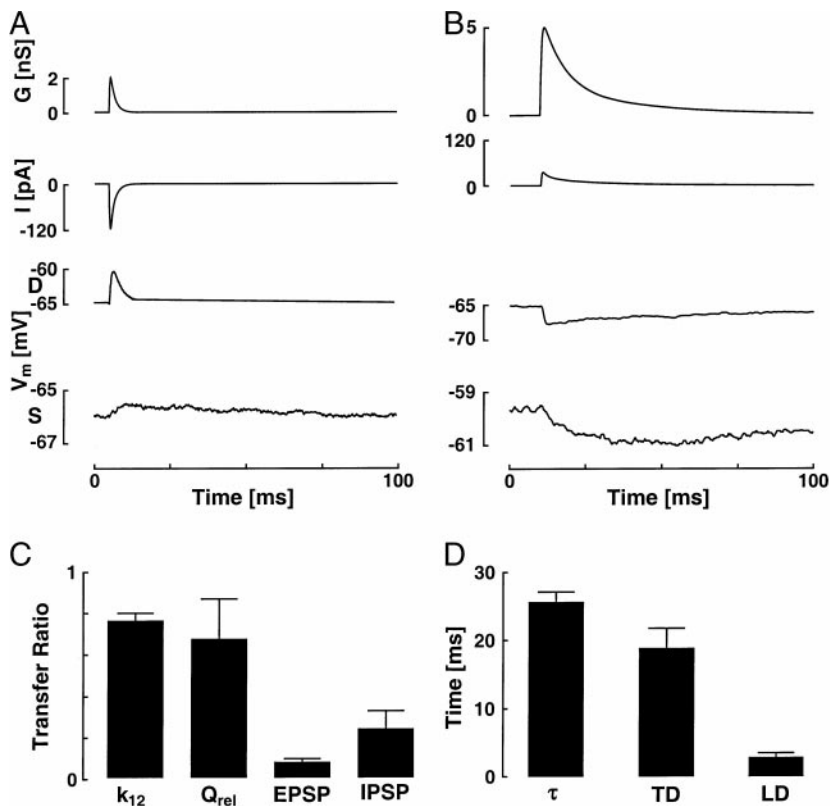 A
B
G [nS]
2
0
5
0
I [pA]
0
-120
120
0
D
-60
-65
-65
-70
Vm [mV]
S
-65
-67
-59
-61
0
100
Time [ms]
0
100
Time [ms]
C
D
Transfer Ratio
1
0
k12
Qrel
EPSP
IPSP
Time [ms]
30
20
10
0
τ
TD
LD